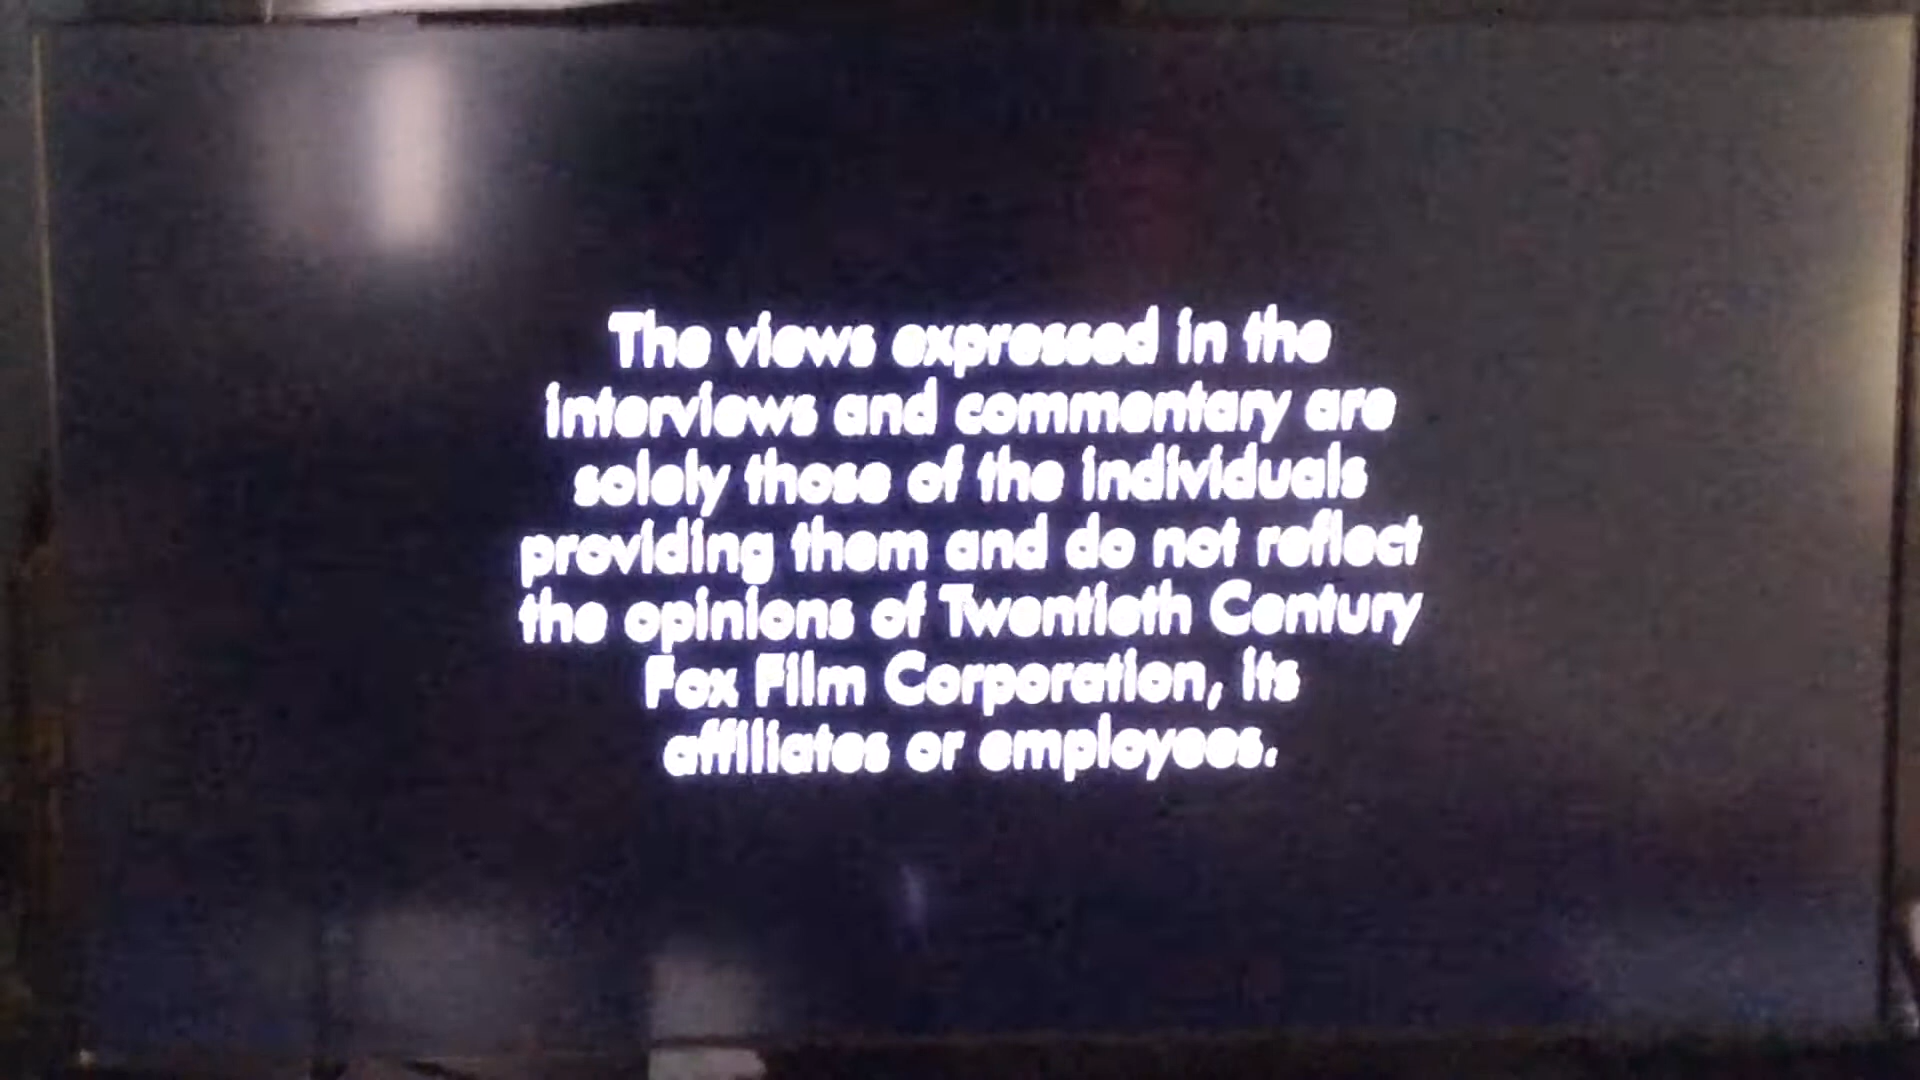 The views expressed in the
interviews and commentary are
solely those of the individuals
providing them and do not reflect
the opinions of Twentieth Century
Fox Film Corporation, its
affiliates or employees.